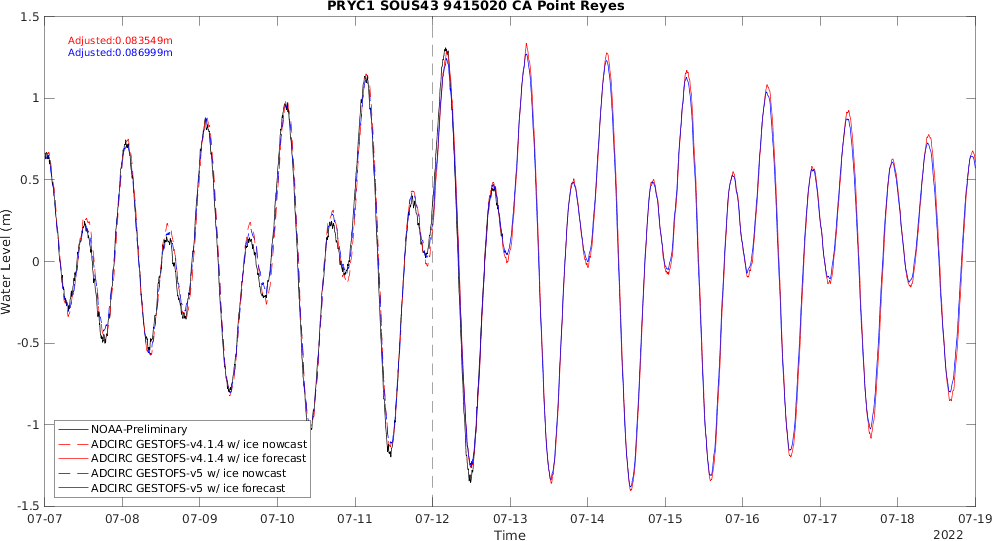 PRYC1 SOUS43 9415020 CA Point Reyes
Adjusted:0.083549m
Adjusted:0.086999m
1.5
1
0.5
0
-0.5
-1
-1.5
Water Level (m)
NOAA-Preliminary
ADCIRC GESTOFS-v4.1.4 w/ ice nowcast
ADCIRC GESTOFS-v4.1.4 w/ ice forecast
ADCIRC GESTOFS-v5 w/ ice nowcast
ADCIRC GESTOFS-v5 w/ ice forecast
07-07 07-08 07-09 07-10 07-11 07-12 07-13 07-14 07-15 07-16 07-17 07-18 07-19
Time
2022